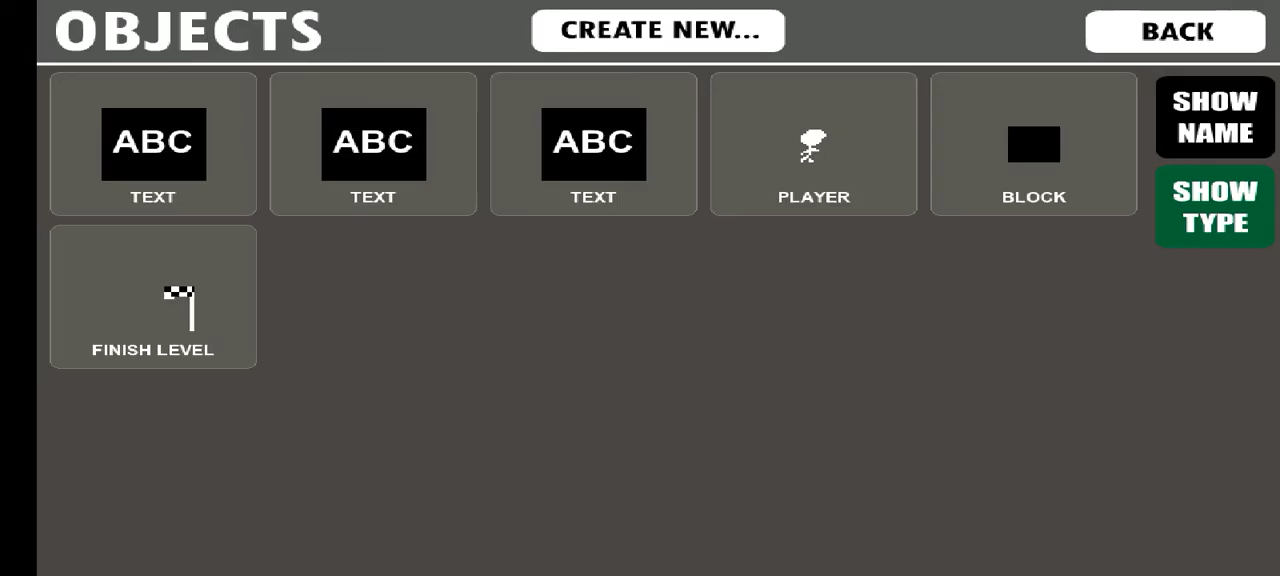 OBJECTS
CREATE NEW...
BACK
ABC
TEXT
ABC
TEXT
ABC
TEXT
PLAYER
BLOCK
SHOW
NAME
SHOW
TYPE
FINISH LEVEL